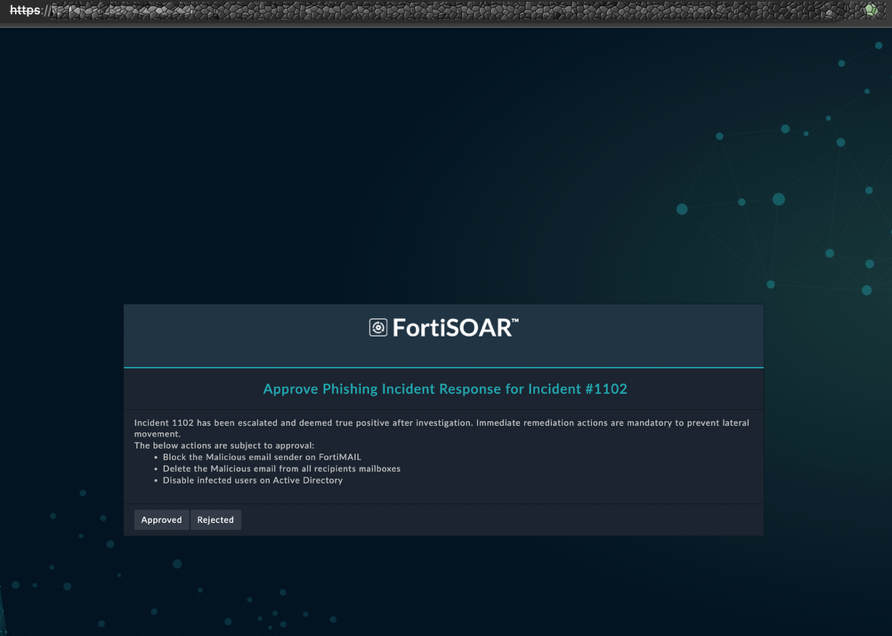 https://
FortiSOAR™
Approve Phishing Incident Response for Incident #1102
Incident 1102 has been escalated and deemed true positive after investigation. Immediate remediation actions are mandatory to prevent lateral
movement.
The below actions are subject to approval:
• Block the Malicious email sender on FortiMAIL
• Delete the Malicious email from all recipients mailboxes
• Disable infected users on Active Directory
Approved Rejected